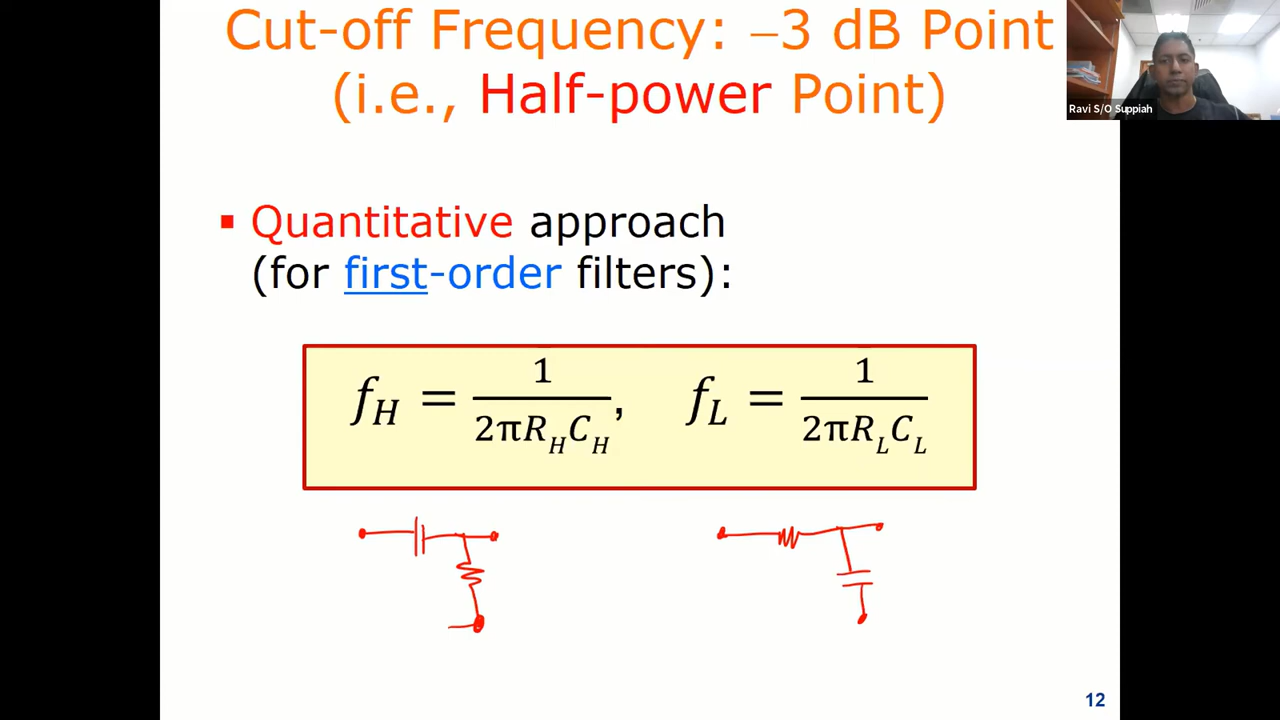 Cut-off Frequency: –3 dB Point
(i.e., Half-power Point)
Ravi S/O Suppiah
▪ Quantitative approach
(for first-order filters):
f_H = 1/(2πR_H C_H), f_L = 1/(2πR_L C_L)
12